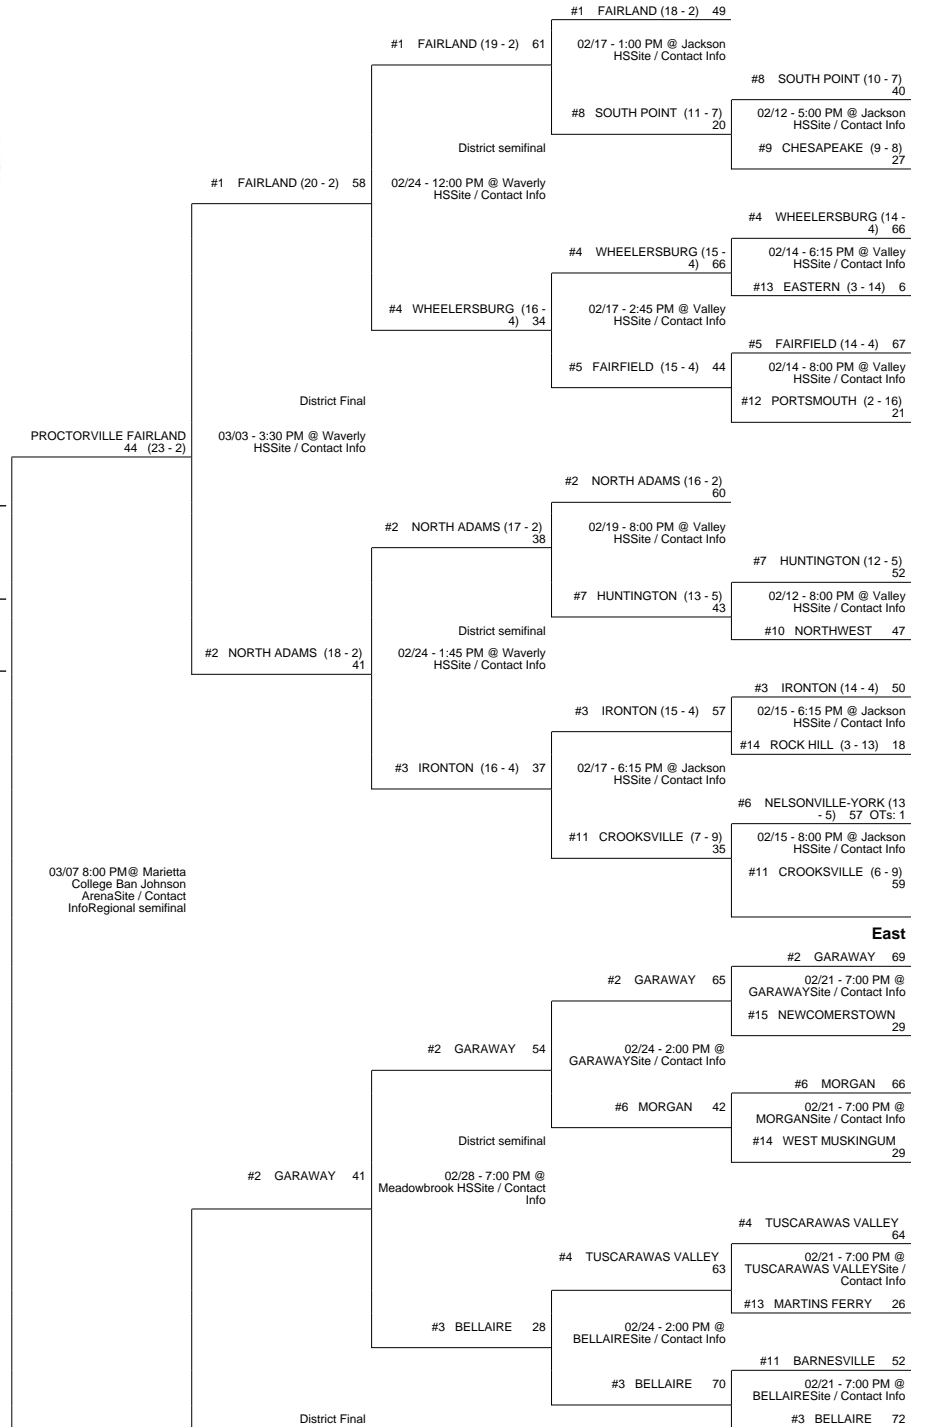 #1 FAIRLAND (18 - 2) 49
#1 FAIRLAND (19 - 2) 61
02/17 - 1:00 PM @ Jackson
HSSite / Contact Info
#8 SOUTH POINT (10 - 7)
40
#8 SOUTH POINT (11 - 7)
20
02/12 - 5:00 PM @ Jackson
HSSite / Contact Info
District semifinal
#9 CHESAPEAKE (9 - 8)
27
#1 FAIRLAND (20 - 2) 58
02/24 - 12:00 PM @ Waverly
HSSite / Contact Info
#4 WHEELERSBURG (14 -
4) 66
#4 WHEELERSBURG (15 -
4) 66
02/14 - 6:15 PM @ Valley
HSSite / Contact Info
#13 EASTERN (3 - 14) 6
#4 WHEELERSBURG (16 -
4) 34
02/17 - 2:45 PM @ Valley
HSSite / Contact Info
#5 FAIRFIELD (14 - 4) 67
#5 FAIRFIELD (15 - 4) 44
02/14 - 8:00 PM @ Valley
HSSite / Contact Info
District Final
#12 PORTSMOUTH (2 - 16)
21
PROCTORVILLE FAIRLAND
44 (23 - 2)
03/03 - 3:30 PM @ Waverly
HSSite / Contact Info
#2 NORTH ADAMS (16 - 2)
60
#2 NORTH ADAMS (17 - 2)
38
02/19 - 8:00 PM @ Valley
HSSite / Contact Info
#7 HUNTINGTON (12 - 5)
52
#7 HUNTINGTON (13 - 5)
43
02/12 - 8:00 PM @ Valley
HSSite / Contact Info
District semifinal
#10 NORTHWEST 47
#2 NORTH ADAMS (18 - 2)
41
02/24 - 1:45 PM @ Waverly
HSSite / Contact Info
#3 IRONTON (14 - 4) 50
#3 IRONTON (15 - 4) 57
02/15 - 6:15 PM @ Jackson
HSSite / Contact Info
#14 ROCK HILL (3 - 13) 18
#3 IRONTON (16 - 4) 37
02/17 - 6:15 PM @ Jackson
HSSite / Contact Info
#6 NELSONVILLE-YORK (13
- 5) 57 OTs: 1
#11 CROOKSVILLE (7 - 9)
35
02/15 - 8:00 PM @ Jackson
HSSite / Contact Info
#11 CROOKSVILLE (6 - 9)
59
03/07 8:00 PM@ Marietta
College Ban Johnson
ArenaSite / Contact
InfoRegional semifinal
East
#2 GARAWAY 69
#2 GARAWAY 65
02/21 - 7:00 PM @
GARAWAYSite / Contact Info
#15 NEWCOMERSTOWN
29
#2 GARAWAY 54
02/24 - 2:00 PM @
GARAWAYSite / Contact Info
#6 MORGAN 66
#6 MORGAN 42
02/21 - 7:00 PM @
MORGANSite / Contact Info
District semifinal
#14 WEST MUSKINGUM
29
#2 GARAWAY 41
02/28 - 7:00 PM @
Meadowbrook HSSite / Contact
Info
#4 TUSCARAWAS VALLEY
64
#4 TUSCARAWAS VALLEY
63
02/21 - 7:00 PM @
TUSCARAWAS VALLEYSite /
Contact Info
#13 MARTINS FERRY 26
#3 BELLAIRE 28
02/24 - 2:00 PM @
BELLAIRESite / Contact Info
#11 BARNESVILLE 52
#3 BELLAIRE 70
02/21 - 7:00 PM @
BELLAIRESite / Contact Info
District Final
#3 BELLAIRE 72